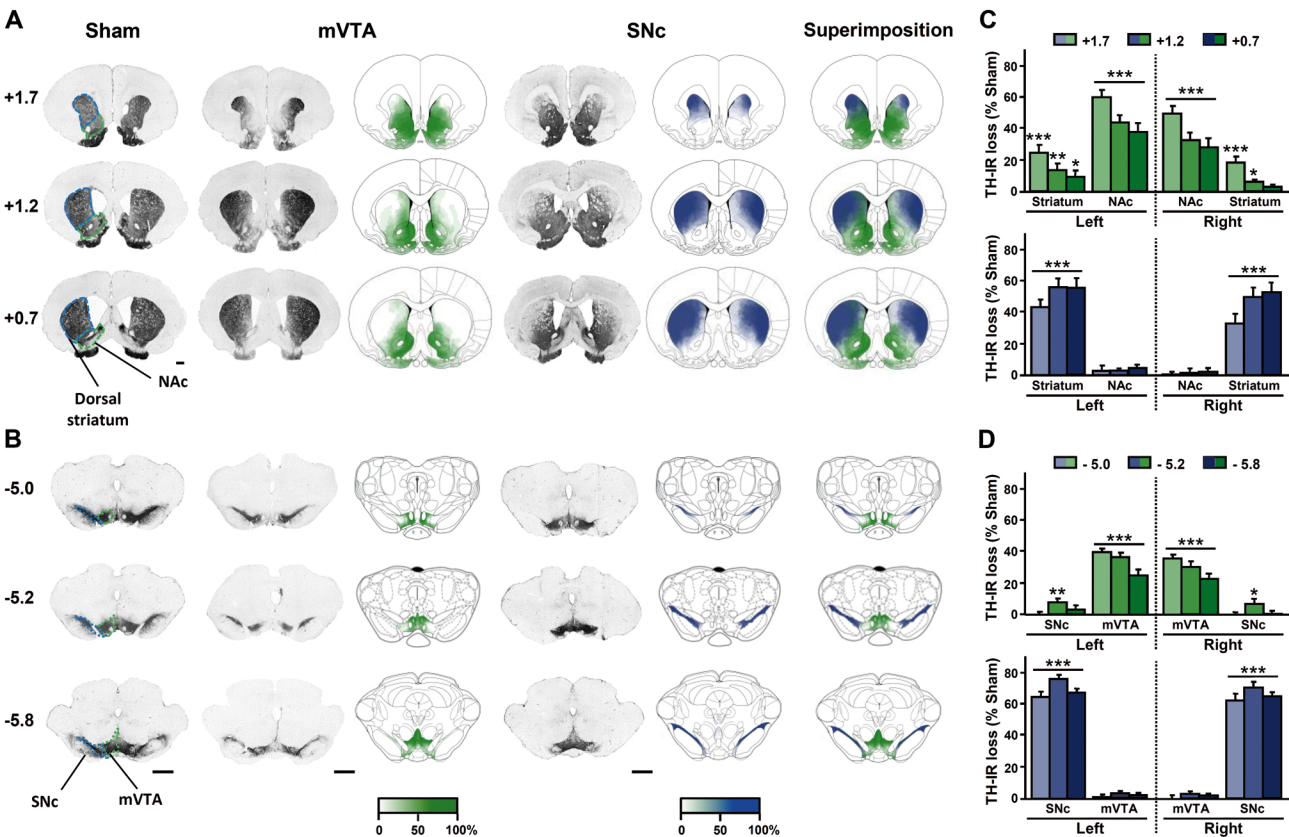 A
Sham
mVTA
SNc
Superimposition
+1.7
+1.2
+0.7
NAc
Dorsal
striatum
B
-5.0
-5.2
-5.8
SNc
mVTA
0 50 100%
0 50 100%
C
+1.7 +1.2 +0.7
TH-IR loss (% Sham)
80
60
40
20
0
*** ** * *** *** *** *
Striatum NAc NAc Striatum
Left Right
TH-IR loss (% Sham)
80
60
40
20
0
*** ***
Striatum NAc NAc Striatum
Left Right
D
- 5.0 - 5.2 - 5.8
TH-IR loss (% Sham)
80
60
40
20
0
** *** *** *
SNc mVTA mVTA SNc
Left Right
TH-IR loss (% Sham)
80
60
40
20
0
*** ***
SNc mVTA mVTA SNc
Left Right